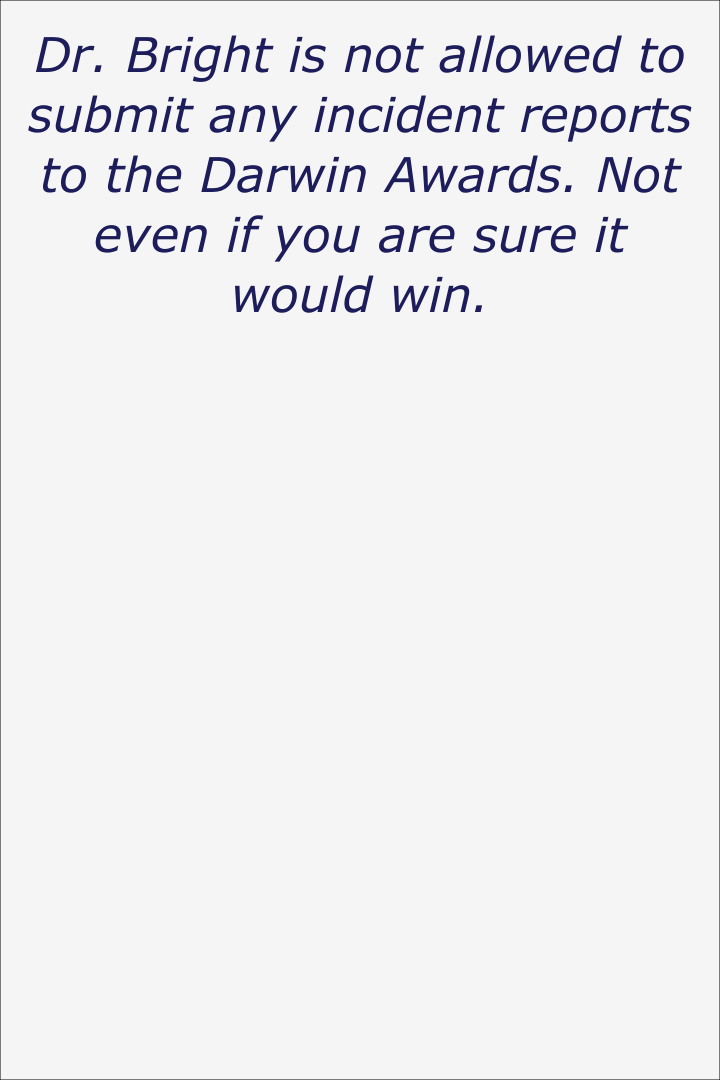 Dr. Bright is not allowed to
submit any incident reports
to the Darwin Awards. Not
even if you are sure it
would win.